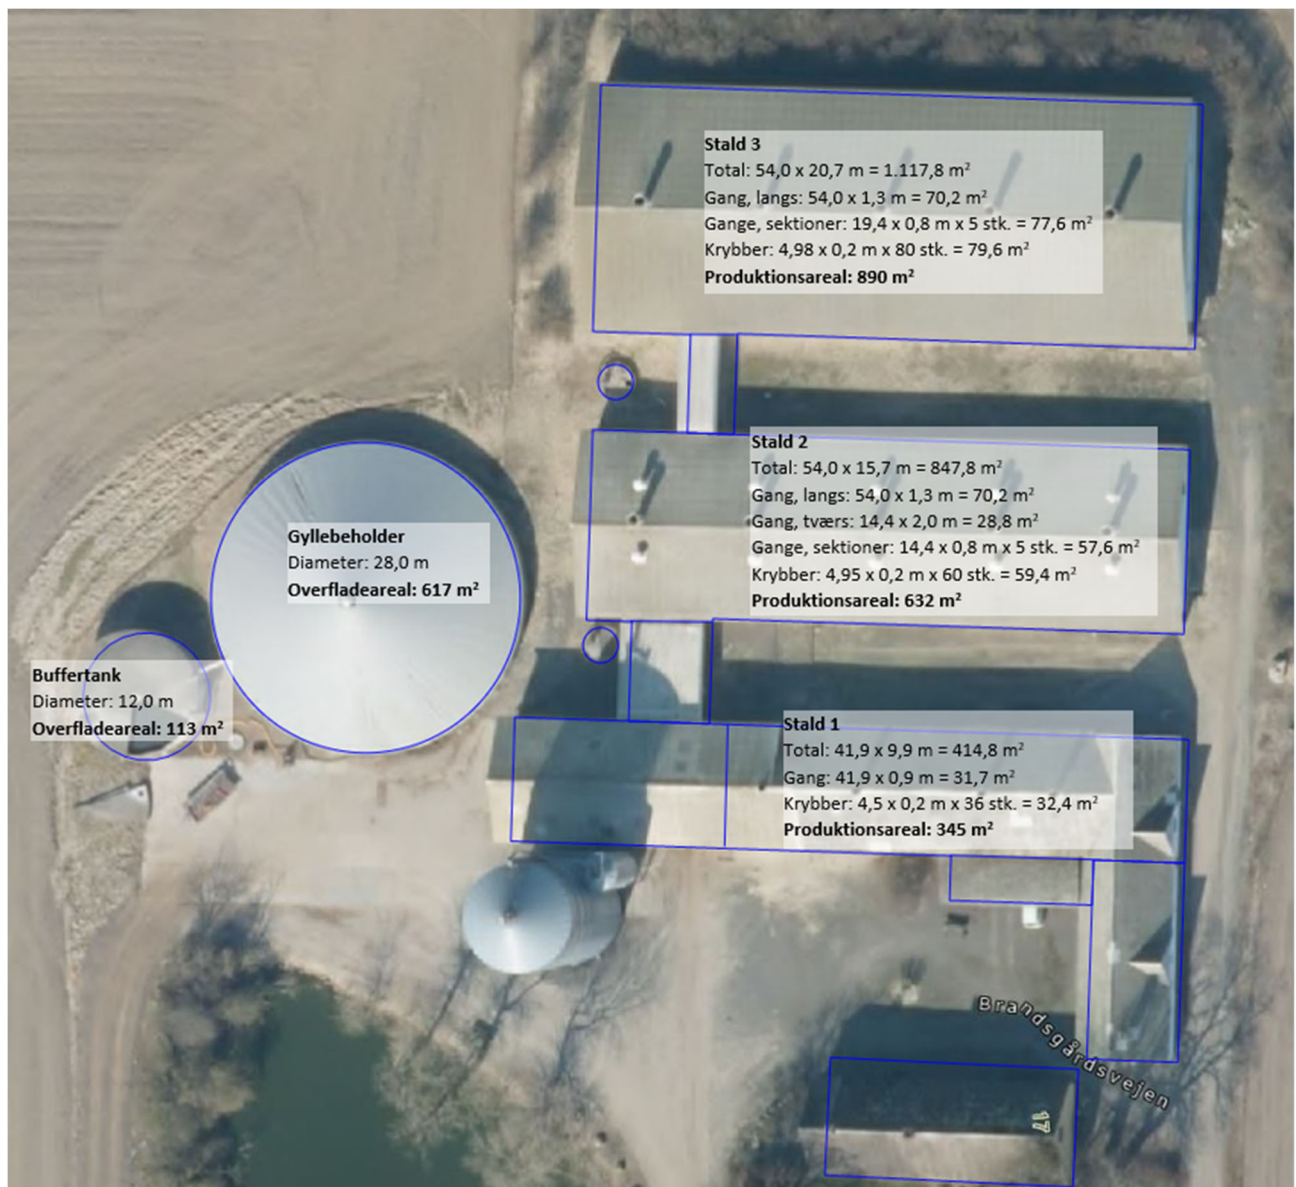 Stald 3
Total: 54,0 x 20,7 m = 1.117,8 m²
Gang, langs: 54,0 x 1,3 m = 70,2 m²
Gange, sektioner: 19,4 x 0,8 m x 5 stk. = 77,6 m²
Krybber: 4,98 x 0,2 m x 80 stk. = 79,6 m²
Produktionsareal: 890 m²
Stald 2
Total: 54,0 x 15,7 m = 847,8 m²
Gang, langs: 54,0 x 1,3 m = 70,2 m²
Gang, tværs: 14,4 x 2,0 m = 28,8 m²
Gange, sektioner: 14,4 x 0,8 m x 5 stk. = 57,6 m²
Krybber: 4,95 x 0,2 m x 60 stk. = 59,4 m²
Produktionsareal: 632 m²
Gyllebeholder
Diameter: 28,0 m
Overfladeareal: 617 m²
Buffertank
Diameter: 12,0 m
Overfladeareal: 113 m²
Stald 1
Total: 41,9 x 9,9 m = 414,8 m²
Gang: 41,9 x 0,9 m = 31,7 m²
Krybber: 4,5 x 0,2 m x 36 stk. = 32,4 m²
Produktionsareal: 345 m²
Brandsgårdsvejen
17